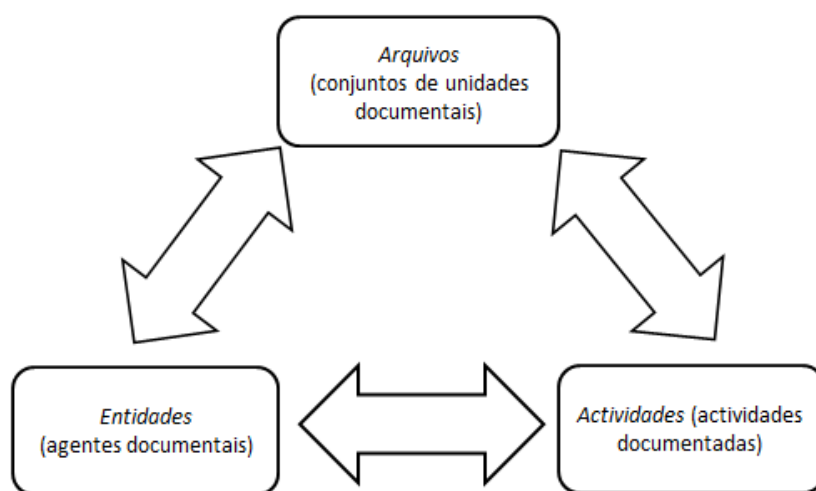 Arquivos
(conjuntos de unidades
documentais)
Entidades
(agentes documentais)
Actividades (actividades
documentadas)